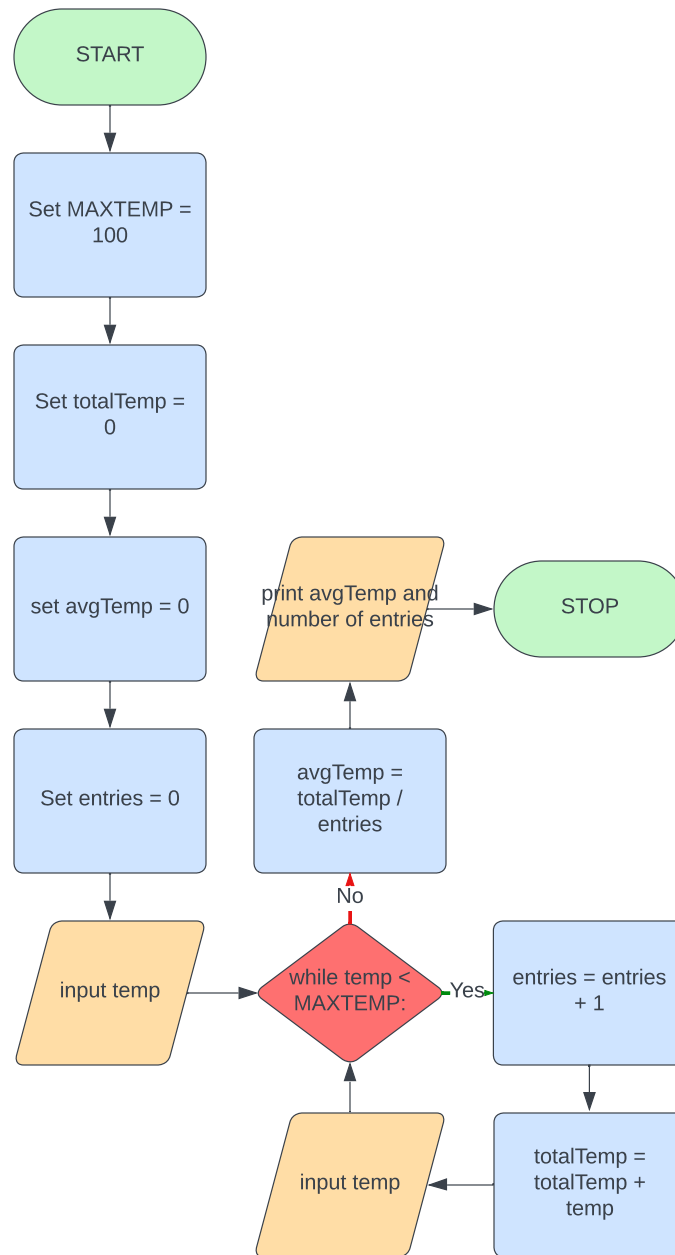 START
Set MAXTEMP =
100
Set totalTemp =
0
set avgTemp = 0
Set entries = 0
input temp
while temp <
MAXTEMP:
No
avgTemp =
totalTemp /
entries
print avgTemp and
number of entries
STOP
Yes
entries = entries
+ 1
totalTemp =
totalTemp +
temp
input temp